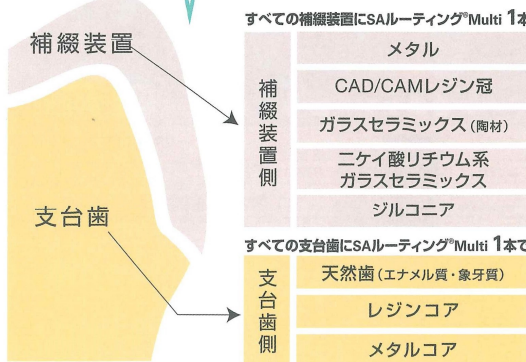 補綴装置
支台歯
すべての補綴装置にSAルーティング®Multi 1本
補綴装置側
メタル
CAD/CAMレジン冠
ガラスセラミックス(陶材)
二ケイ酸リチウム系
ガラスセラミックス
ジルコニア
すべての支台歯にSAルーティング®Multi 1本で
支台歯側
天然歯(エナメル質・象牙質)
レジンコア
メタルコア